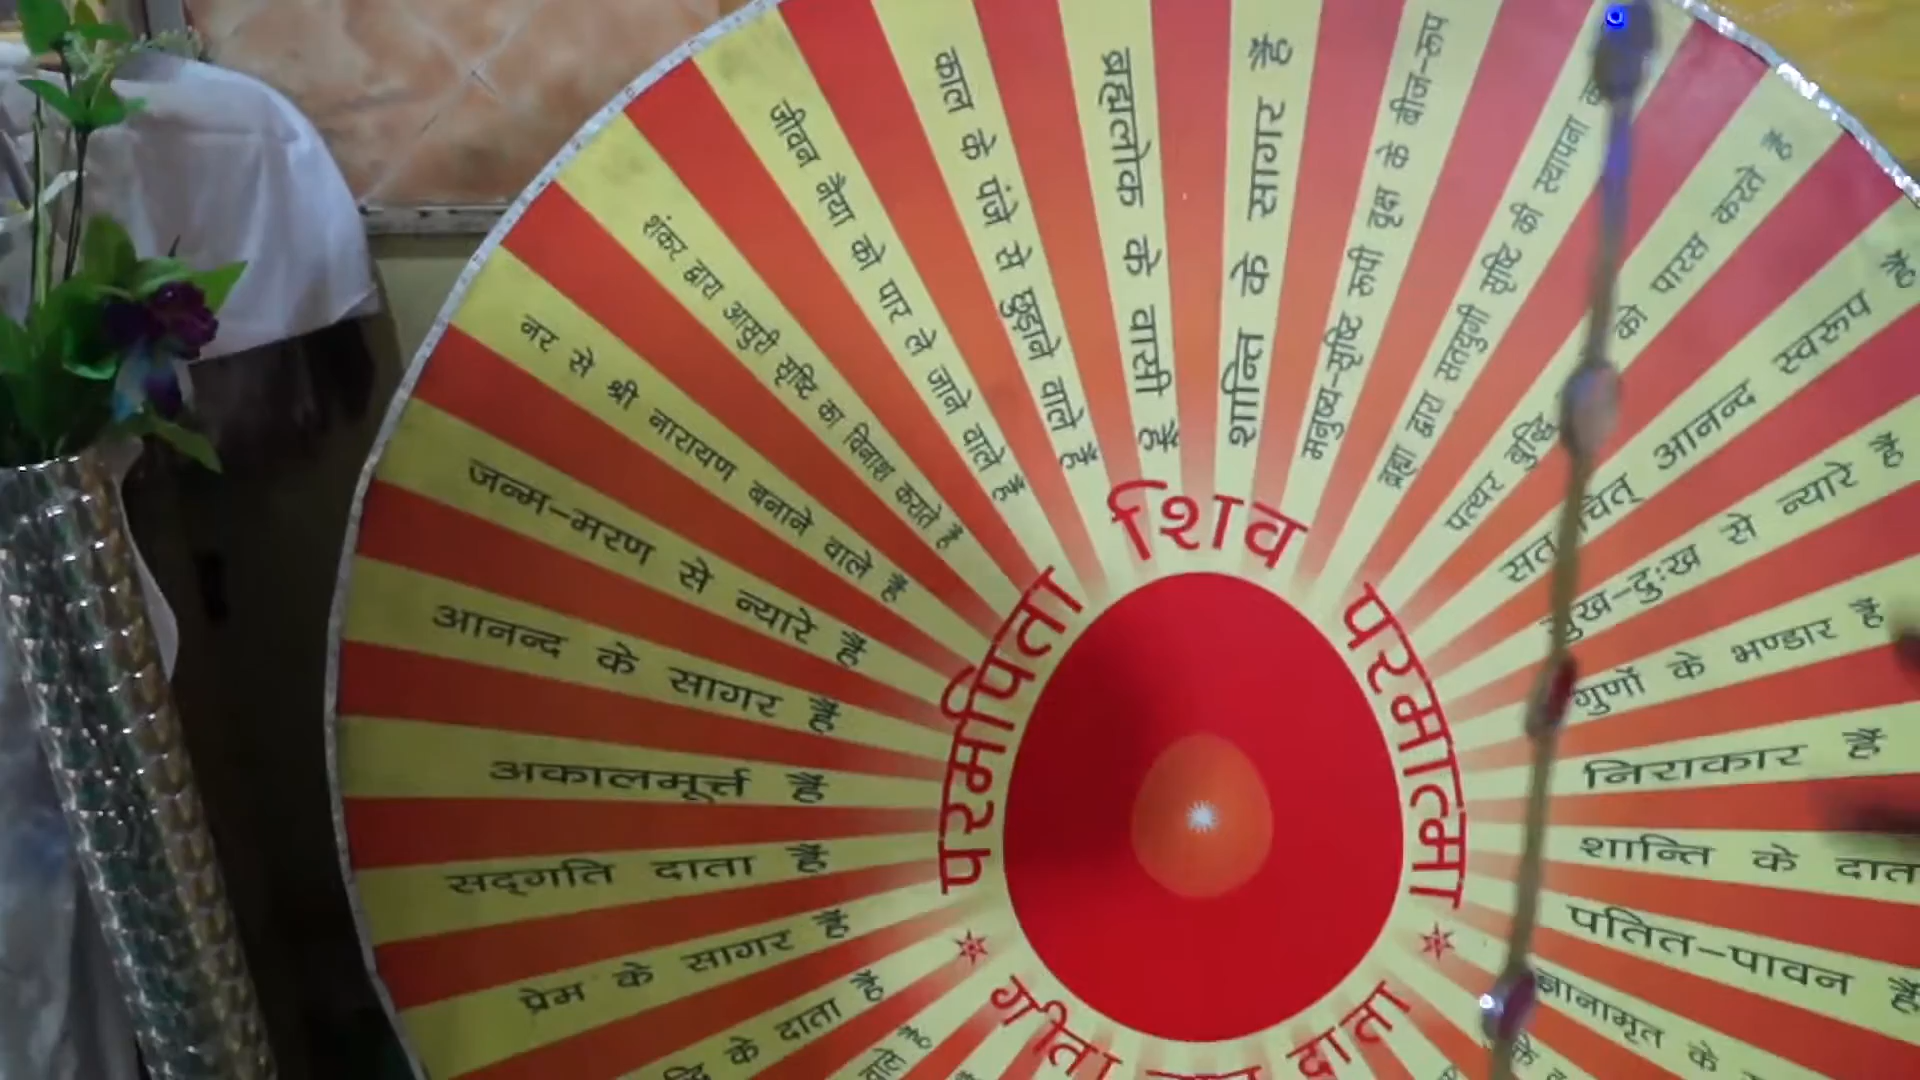 परमपिता शिव परमात्मा
गीता
दाता
प्रेम के सागर हैं
सद्गति दाता हैं
अकालमूर्त्त हैं
आनन्द के सागर हैं
जन्म-मरण से न्यारे हैं
नर से श्री नारायण बनाने वाले हैं
शंकर द्वारा आसुरी सृष्टि का विनाश कराते हैं
जीवन नैया को पार ले जाने वाले हैं
काल के पंजे से छुड़ाने वाले हैं
ब्रह्मलोक के वासी हैं
शान्ति के सागर हैं
मनुष्य-सृष्टि रूपी वृक्ष के बीज-रूप
ब्रह्मा द्वारा सतयुगी सृष्टि की स्थापना
पत्थर बुद्धि को पारस करते हैं
सत् चित् आनन्द स्वरूप हैं
सुख-दुःख से न्यारे हैं
गुणों के भण्डार हैं
निराकार हैं
शान्ति के दाता
पतित-पावन हैं
ज्ञानामृत के
के दाता हैं